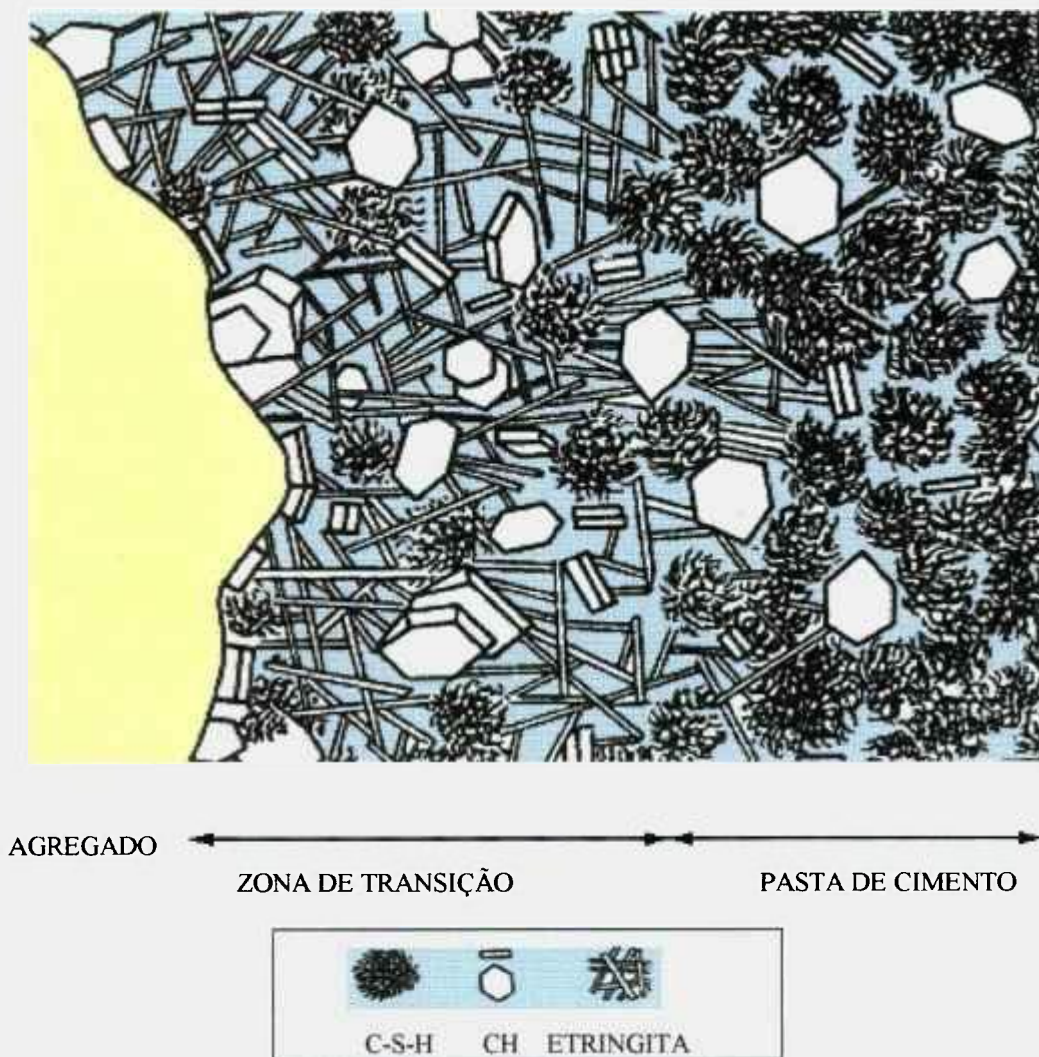 AGREGADO
ZONA DE TRANSIÇÃO PASTA DE CIMENTO
C-S-H CH ETRINGITA